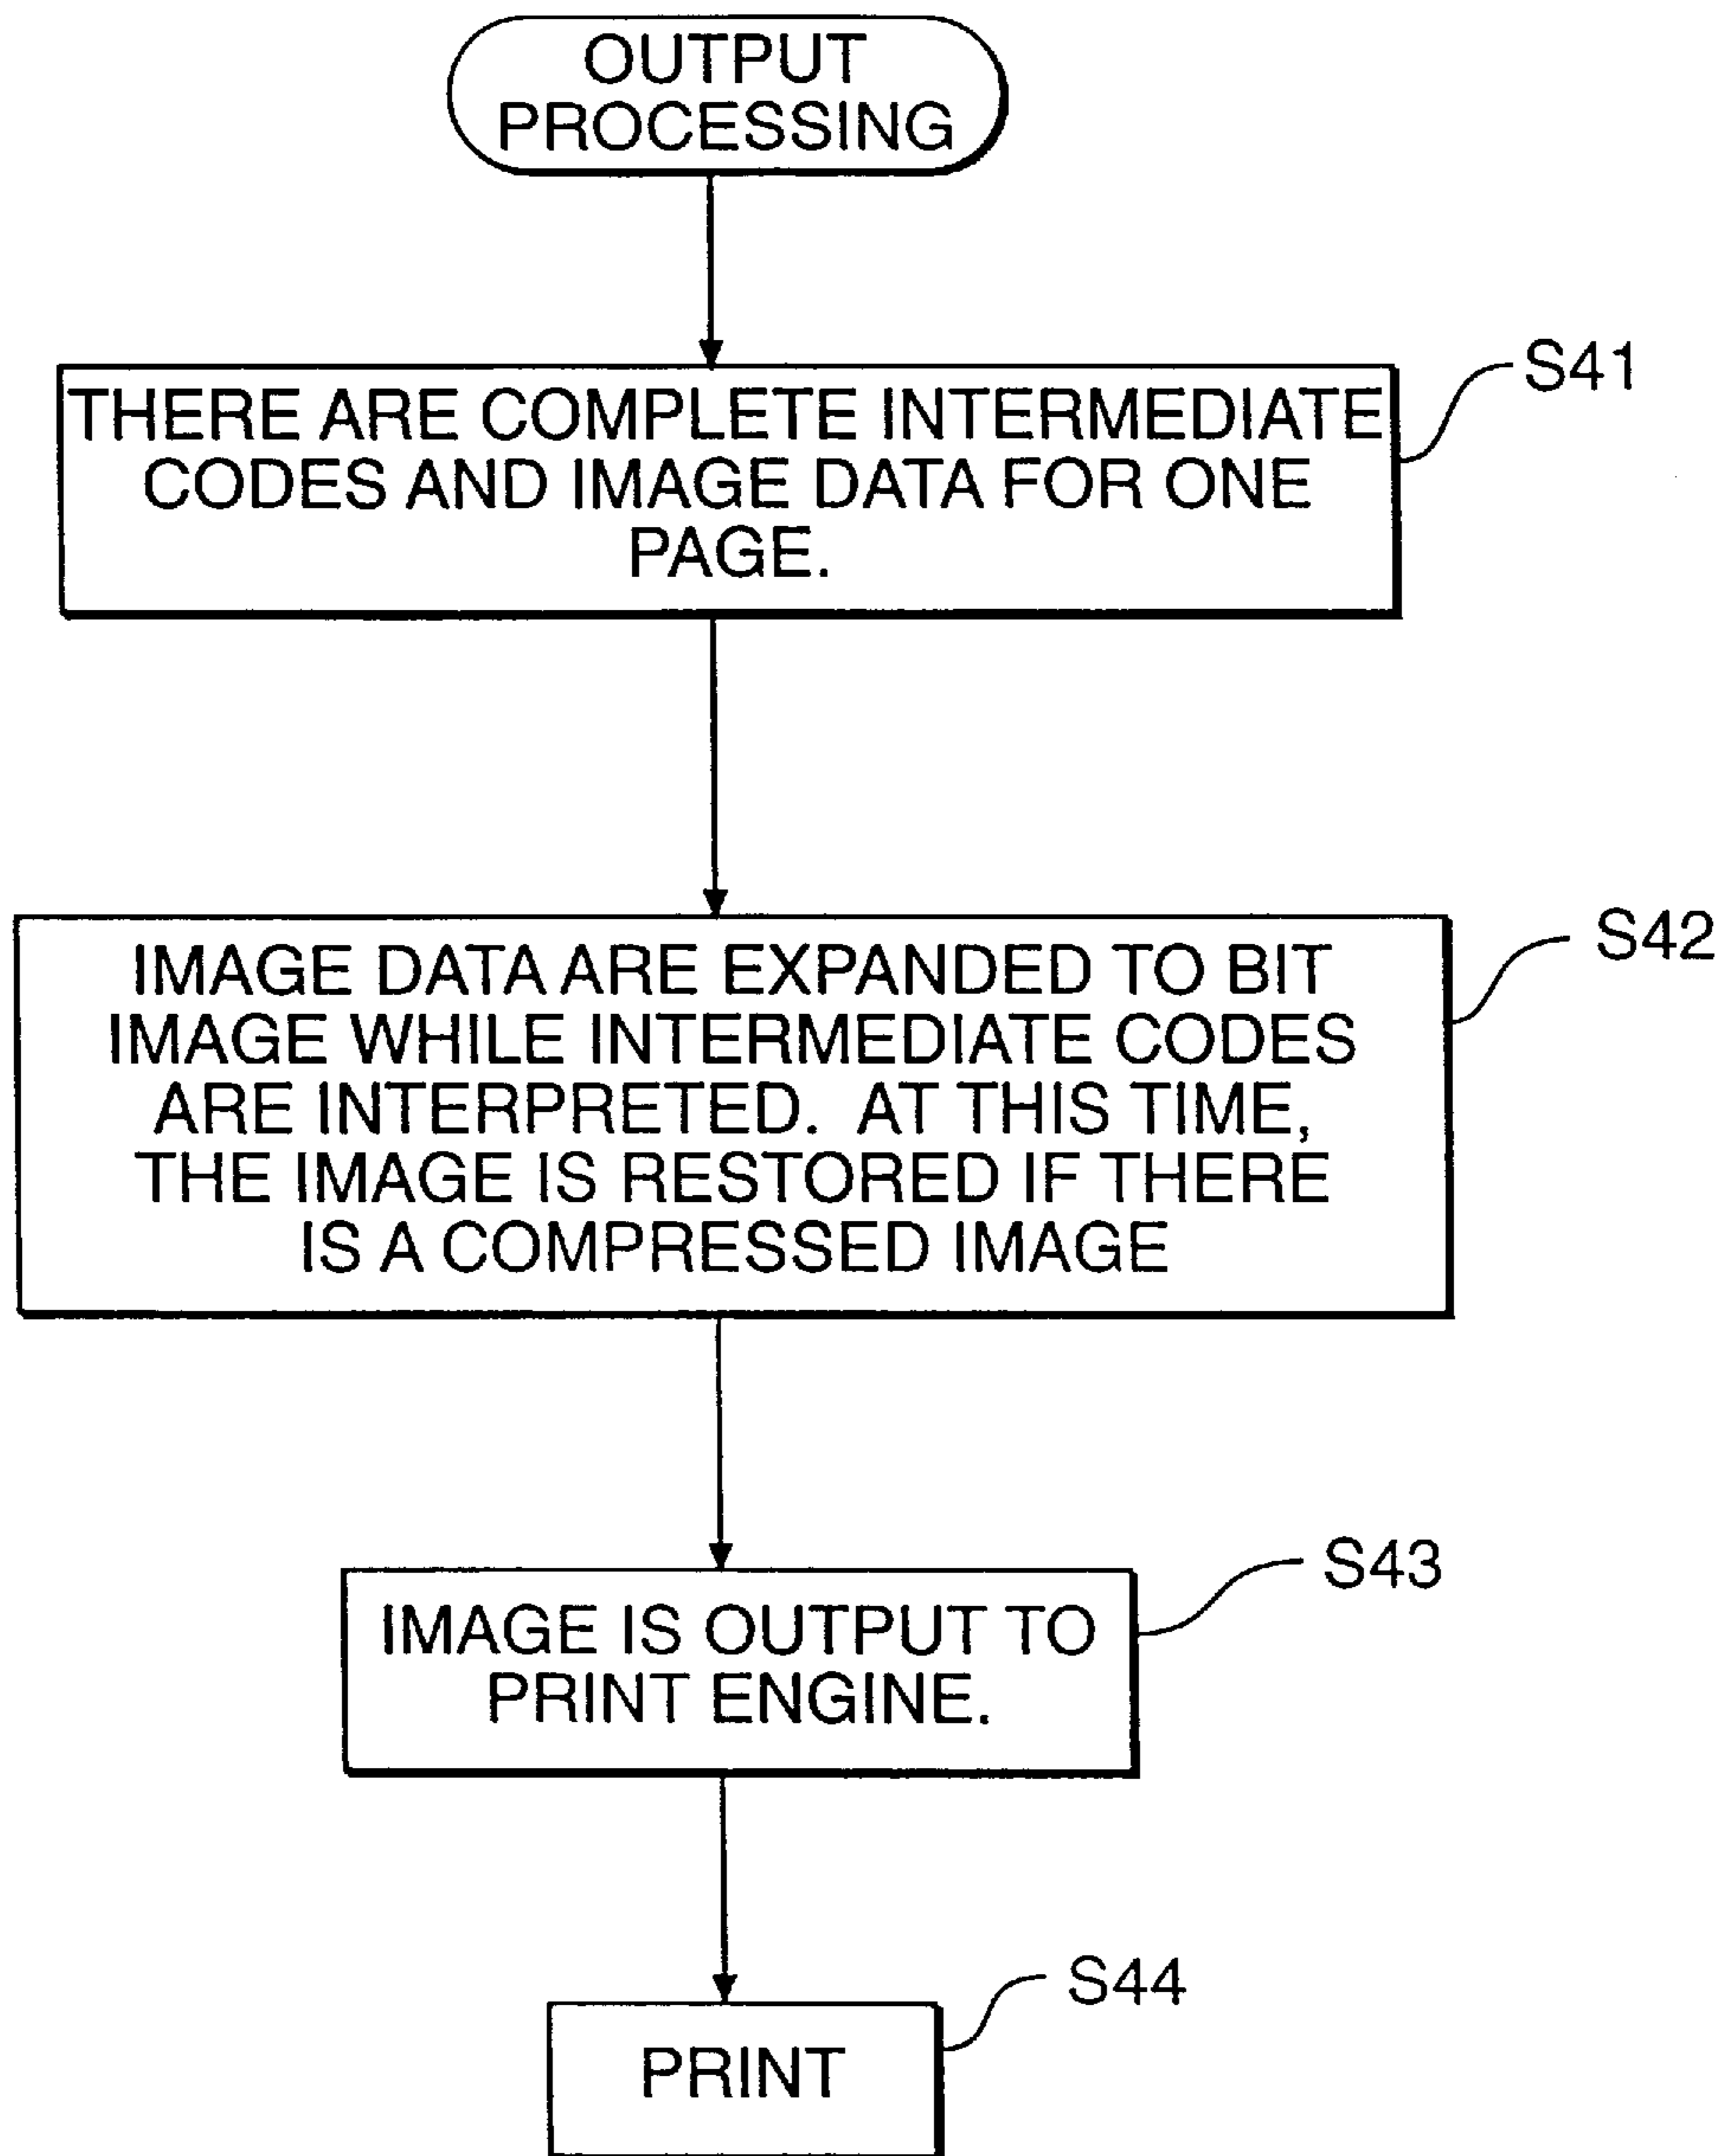 OUTPUT
PROCESSING
S41
THERE ARE COMPLETE INTERMEDIATE
CODES AND IMAGE DATA FOR ONE
PAGE.
S42
IMAGE DATA ARE EXPANDED TO BIT
IMAGE WHILE INTERMEDIATE CODES
ARE INTERPRETED. AT THIS TIME,
THE IMAGE IS RESTORED IF THERE
IS A COMPRESSED IMAGE
S43
IMAGE IS OUTPUT TO
PRINT ENGINE.
S44
PRINT